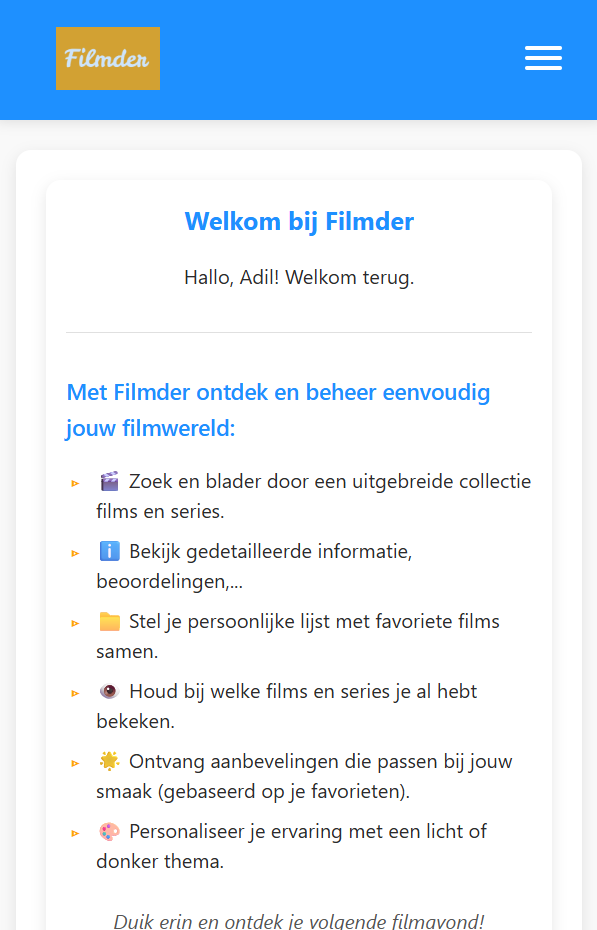 Filmder
Welkom bij Filmder
Hallo, Adil! Welkom terug.
Met Filmder ontdek en beheer eenvoudig
jouw filmwereld:
🎬 Zoek en blader door een uitgebreide collectie
films en series.
ℹ️ Bekijk gedetailleerde informatie,
beoordelingen,...
📁 Stel je persoonlijke lijst met favoriete films
samen.
👁️ Houd bij welke films en series je al hebt
bekeken.
🌟 Ontvang aanbevelingen die passen bij jouw
smaak (gebaseerd op je favorieten).
🎨 Personaliseer je ervaring met een licht of
donker thema.
Duik erin en ontdek je volgende filmavond!